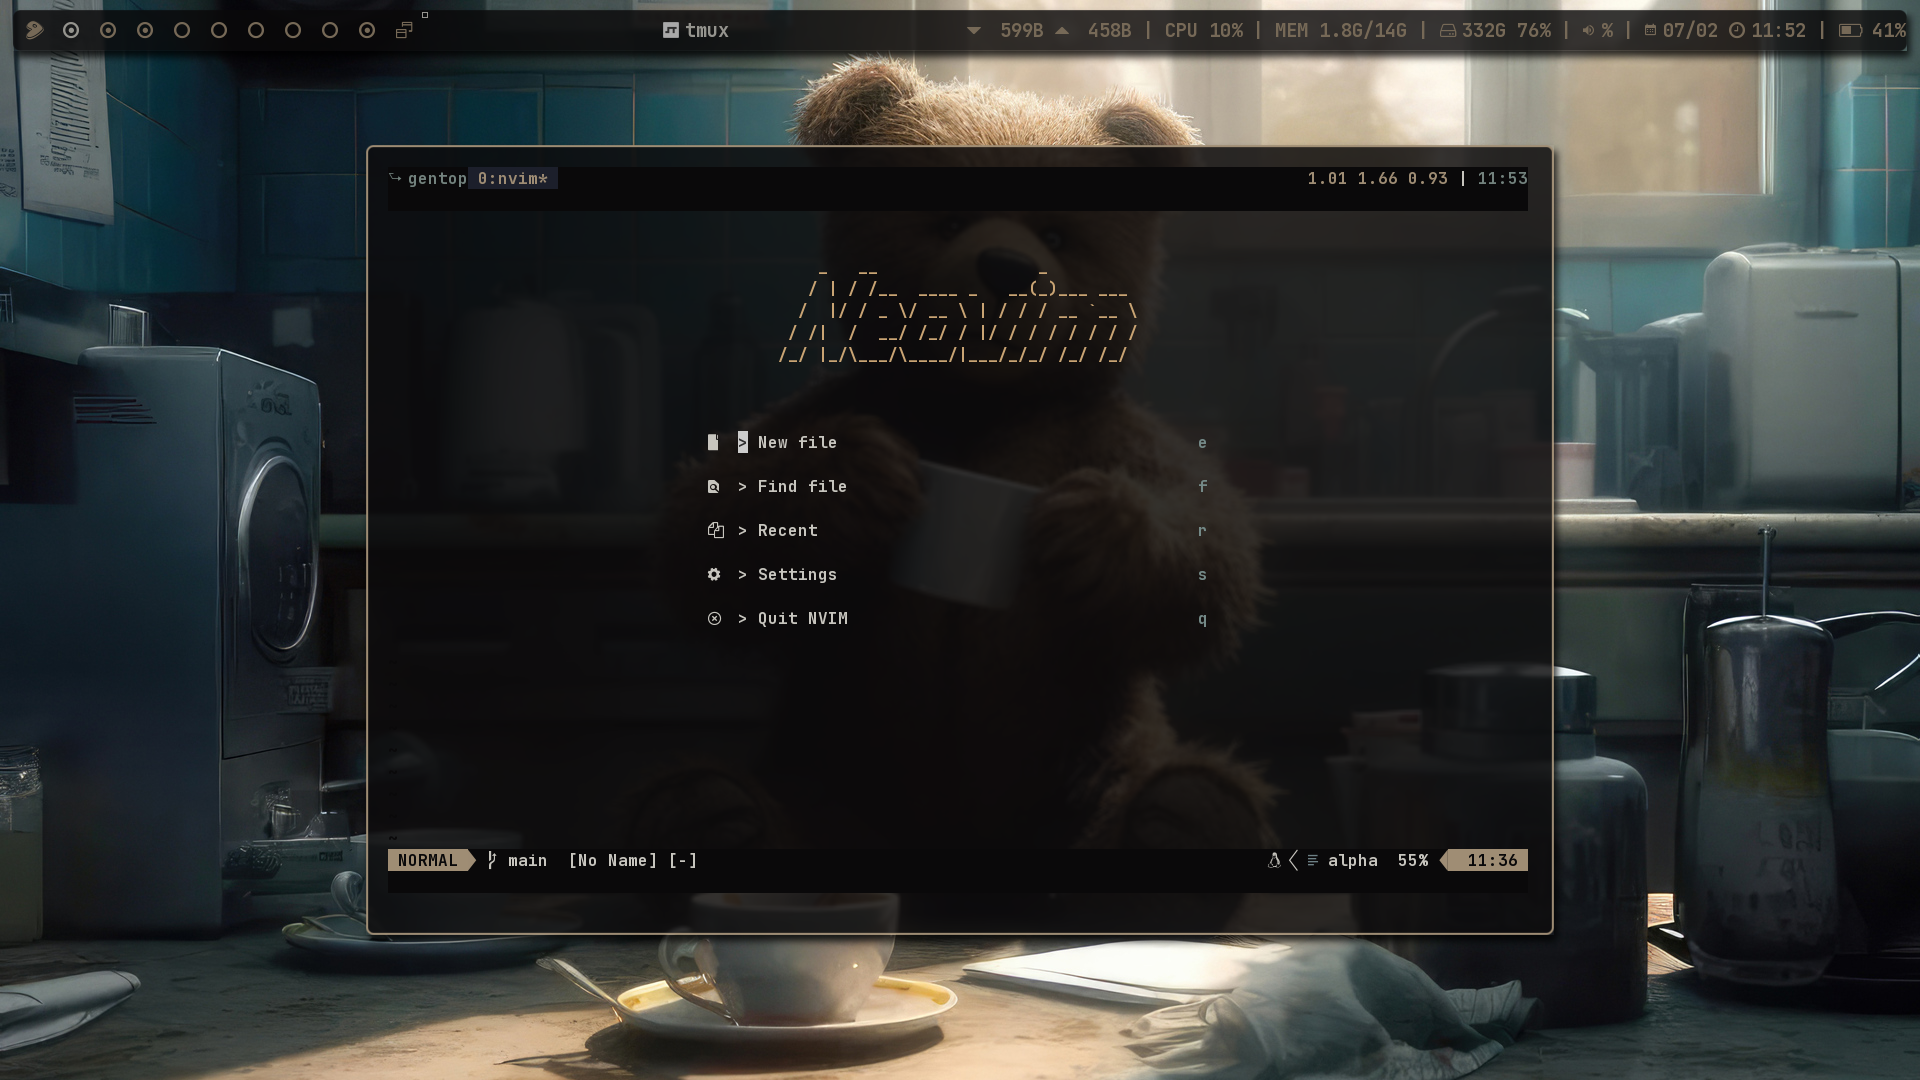 tmux 599B 458B | CPU 10% | MEM 1.8G/14G | 332G 76% | % | 07/02 11:52 | 41%
gentop 0:nvim* 1.01 1.66 0.93 | 11:53
Neovim
> New file e
> Find file f
> Recent r
> Settings s
> Quit NVIM q
~
NORMAL main [No Name] [-] alpha 55% 11:36